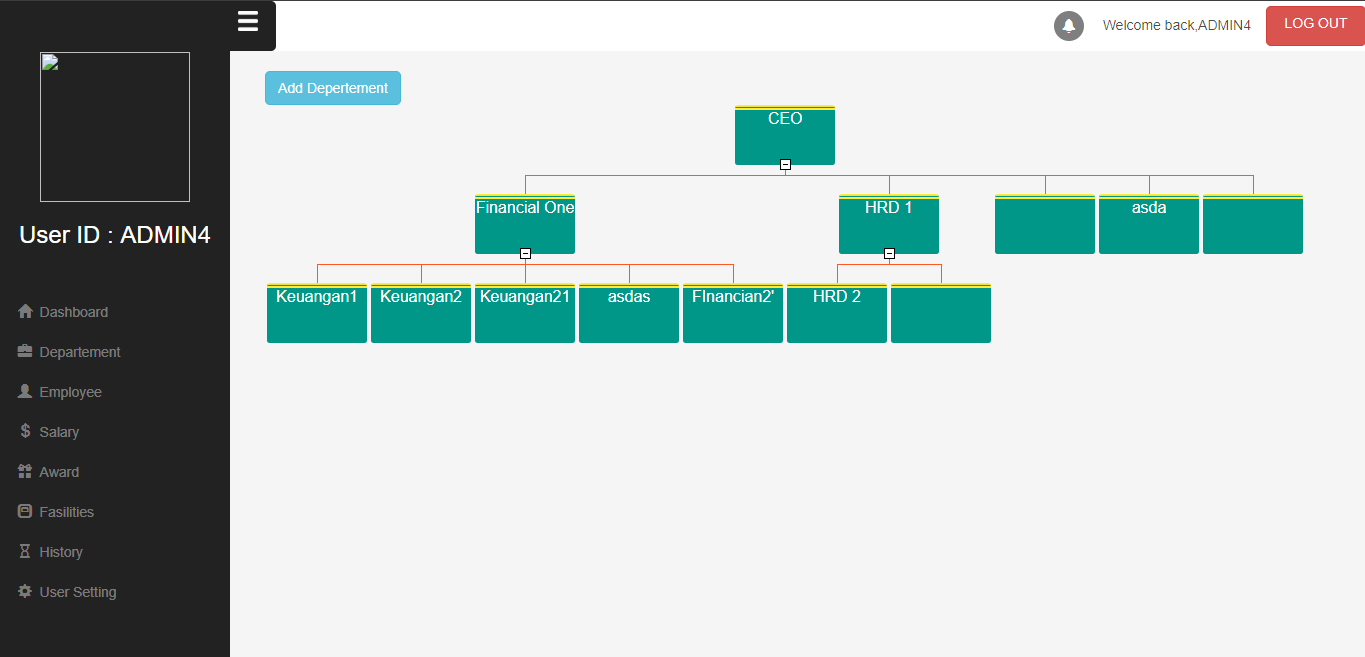 Welcome back,ADMIN4
LOG OUT
User ID : ADMIN4
Dashboard
Departement
Employee
Salary
Award
Fasilities
History
User Setting
Add Depertement
CEO
Financial One
HRD 1
asda
Keuangan1
Keuangan2
Keuangan21
asdas
FInancian2'
HRD 2